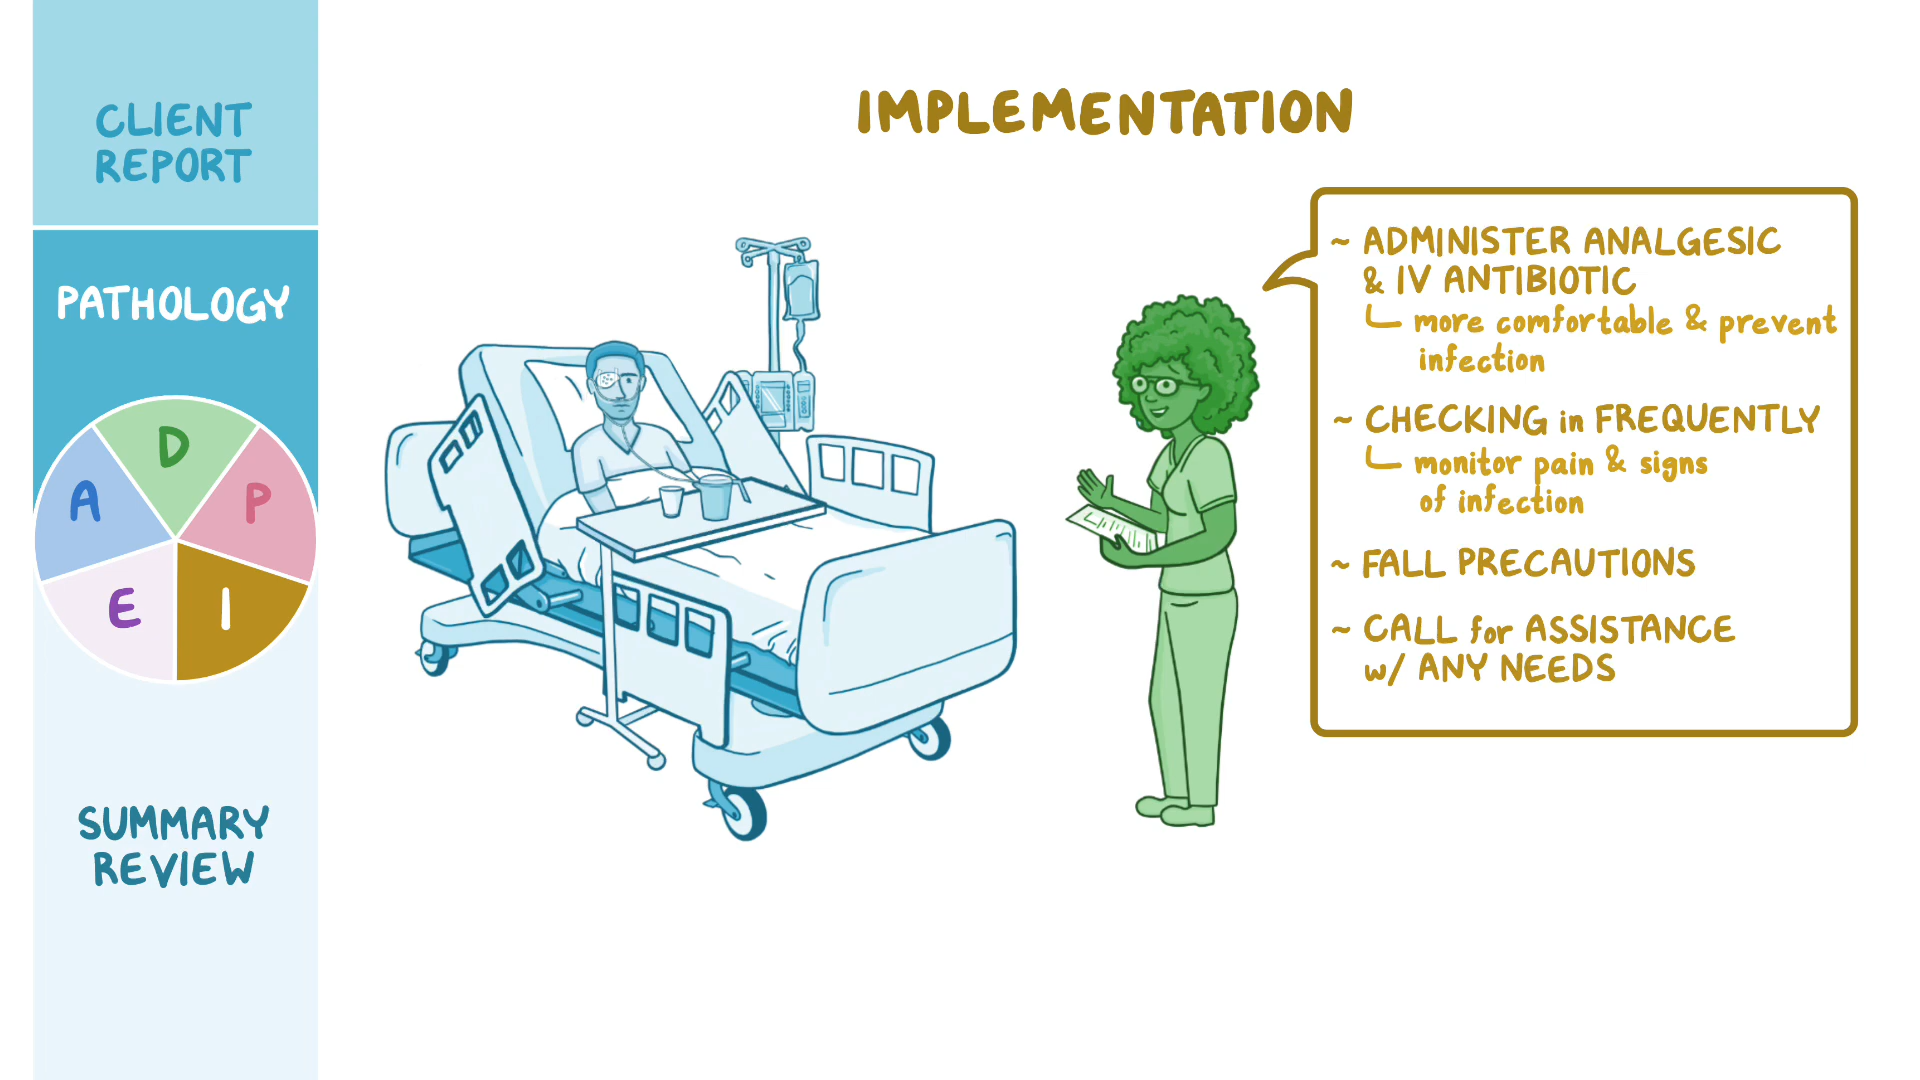 CLIENT
REPORT
PATHOLOGY
D
A
P
E
I
SUMMARY
REVIEW
IMPLEMENTATION
~ ADMINISTER ANALGESIC
& IV ANTIBIOTIC
more comfortable & prevent
infection
~ CHECKING in FREQUENTLY
monitor pain & signs
of infection
~ FALL PRECAUTIONS
~ CALL for ASSISTANCE
w/ ANY NEEDS